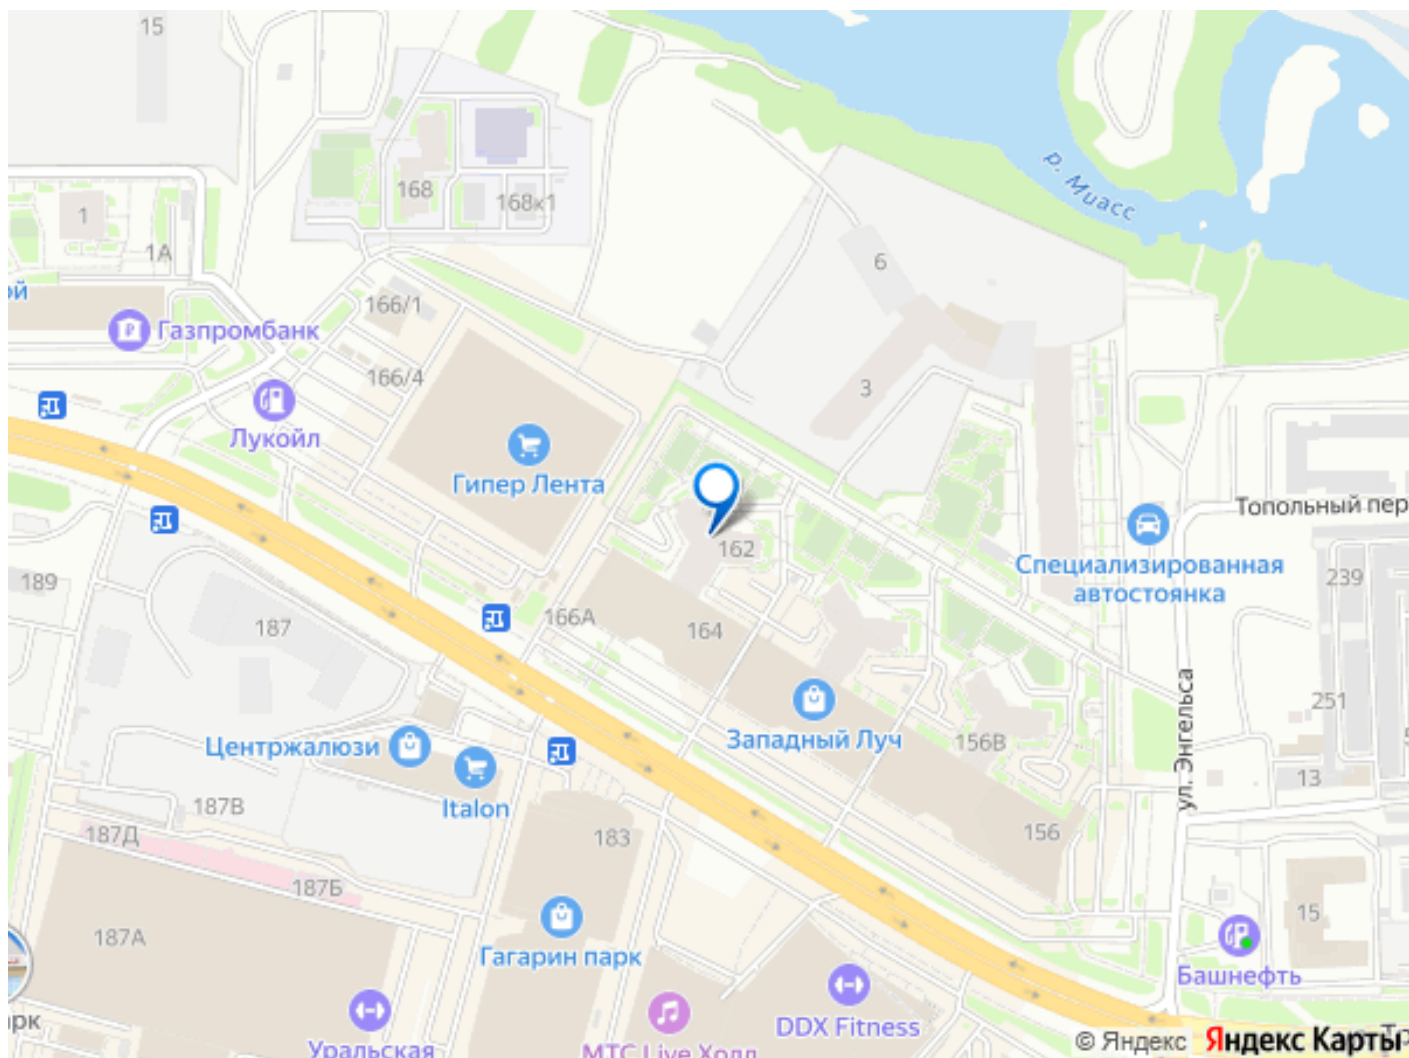 15
168
168к1
р. Миасс
1
1А
6
ой
166/1
Газпромбанк
166/4
3
Лукойл
Гипер Лента
Топольный пер
162
Специализированная
автостоянка
239
189
187
166А
164
251
ул. Энгельса
Западный Луч
156В
Центржалюзи
13
Italon
187В
187Д
183
156
187Б
187А
15
Гагарин парк
Башнефть
арк
DDX Fitness
Уральская
МТС Live Холл
© Яндекс
Яндекс Карты